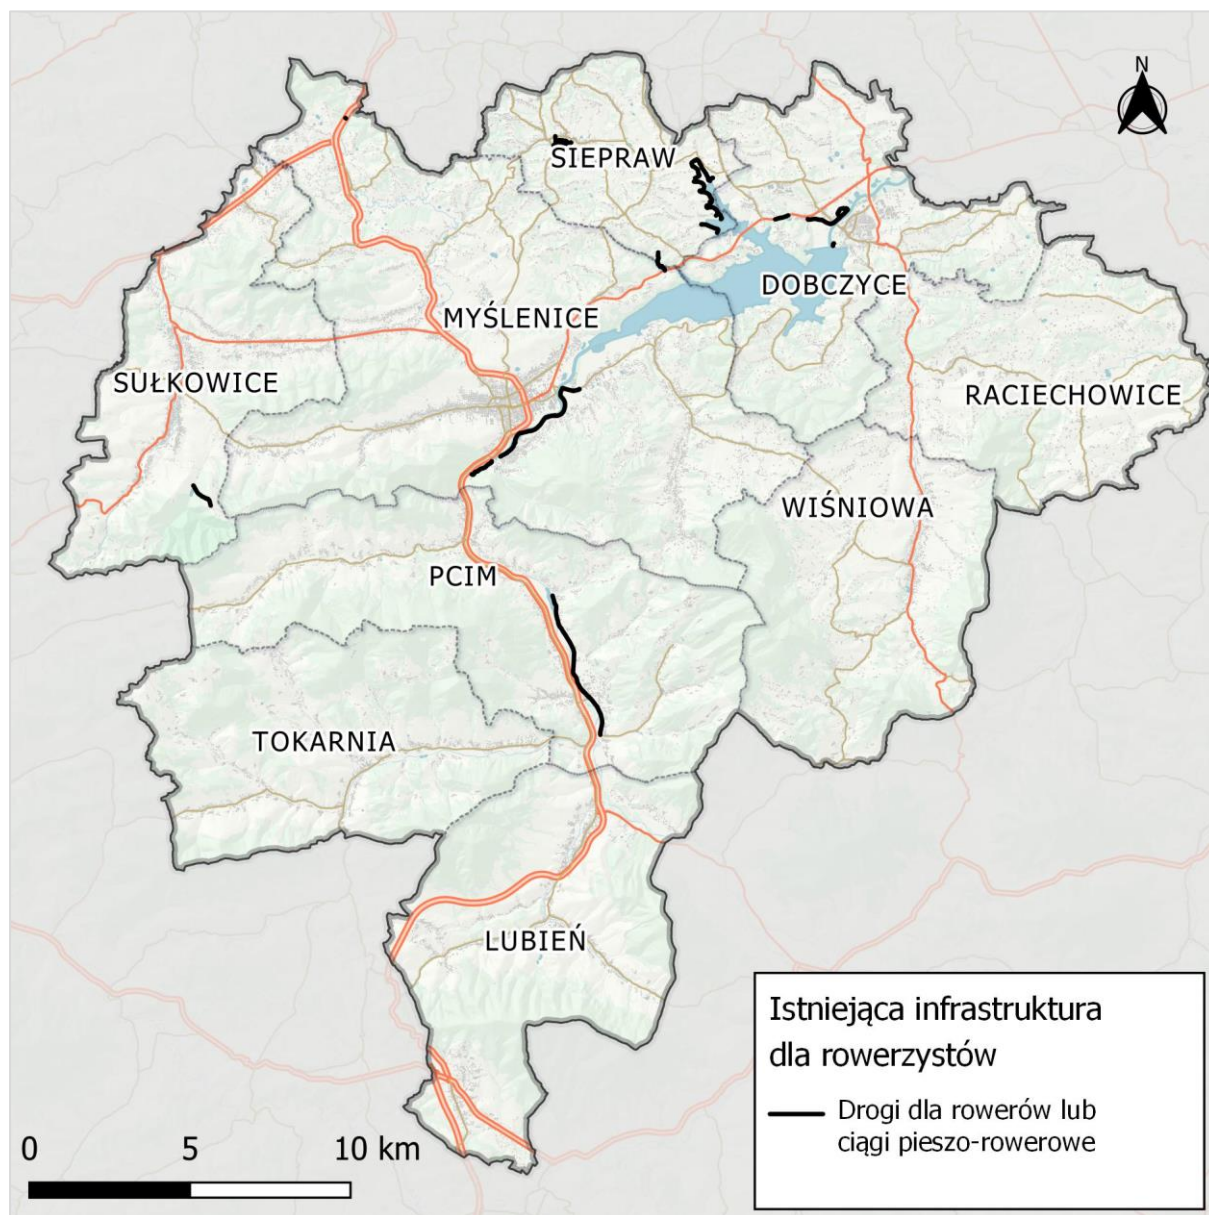 N
SIEPRAW
DOBCZYCE
MYŚLENICE
SUŁKOWICE
RACIECHOWICE
WIŚNIOWA
PCIM
TOKARNIA
LUBIEŃ
Istniejąca infrastruktura
dla rowerzystów
Drogi dla rowerów lub
ciągi pieszo-rowerowe
0 5 10 km